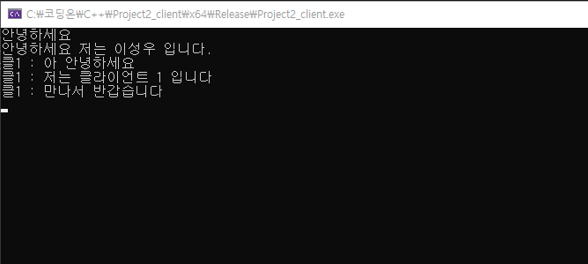 C:₩코딩온₩C++₩Project2_client₩x64₩Release₩Project2_client.exe
안녕하세요
안녕하세요 저는 이성우 입니다.
클1 : 아 안녕하세요
클1 : 저는 클라이언트 1 입니다
클1 : 만나서 반갑습니다